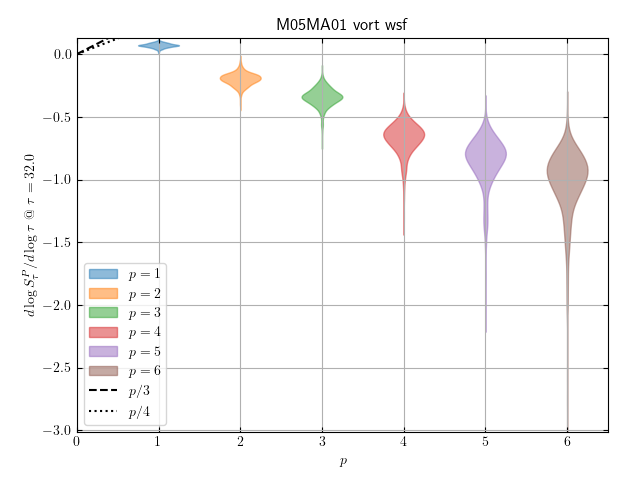 M05MA01 vort wsf
d log S_τ^p / d log τ @ τ = 32.0
0.0
−0.5
−1.0
−1.5
−2.0
−2.5
−3.0
p = 1
p = 2
p = 3
p = 4
p = 5
p = 6
p/3
p/4
0 1 2 3 4 5 6
p